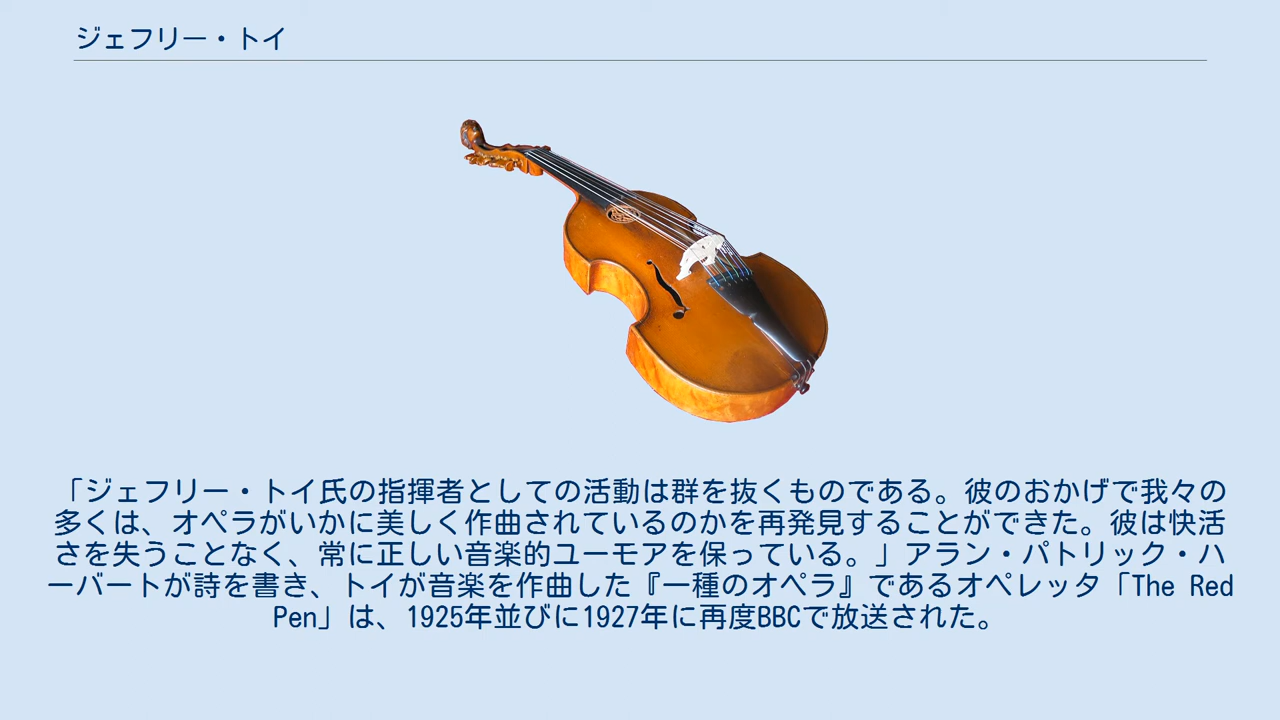 ジェフリー・トイ
「ジェフリー・トイ氏の指揮者としての活動は群を抜くものである。彼のおかげで我々の
多くは、オペラがいかに美しく作曲されているのかを再発見することができた。彼は快活
さを失うことなく、常に正しい音楽的ユーモアを保っている。」アラン・パトリック・ハ
ーバートが詩を書き、トイが音楽を作曲した『一種のオペラ』であるオペレッタ「The Red
Pen」は、1925年並びに1927年に再度BBCで放送された。